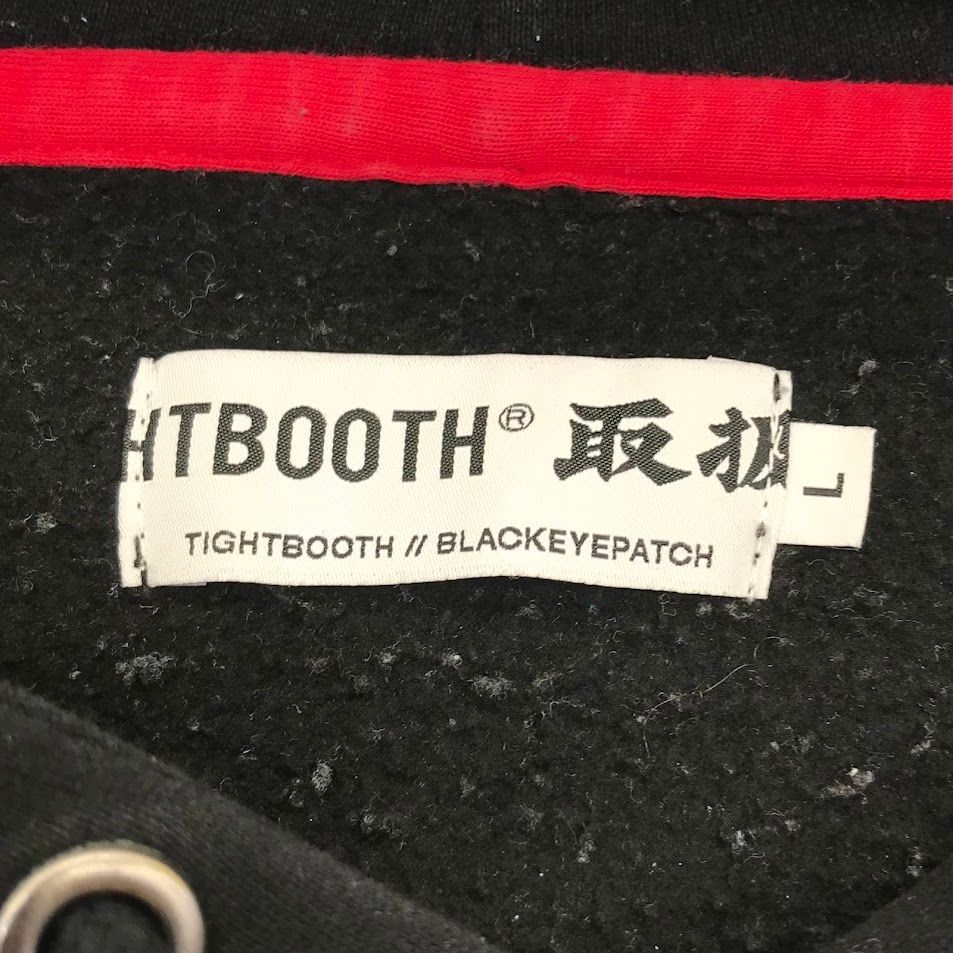 HTBOOTH® 取扱
TIGHTBOOTH // BLACKEYEPATCH
L